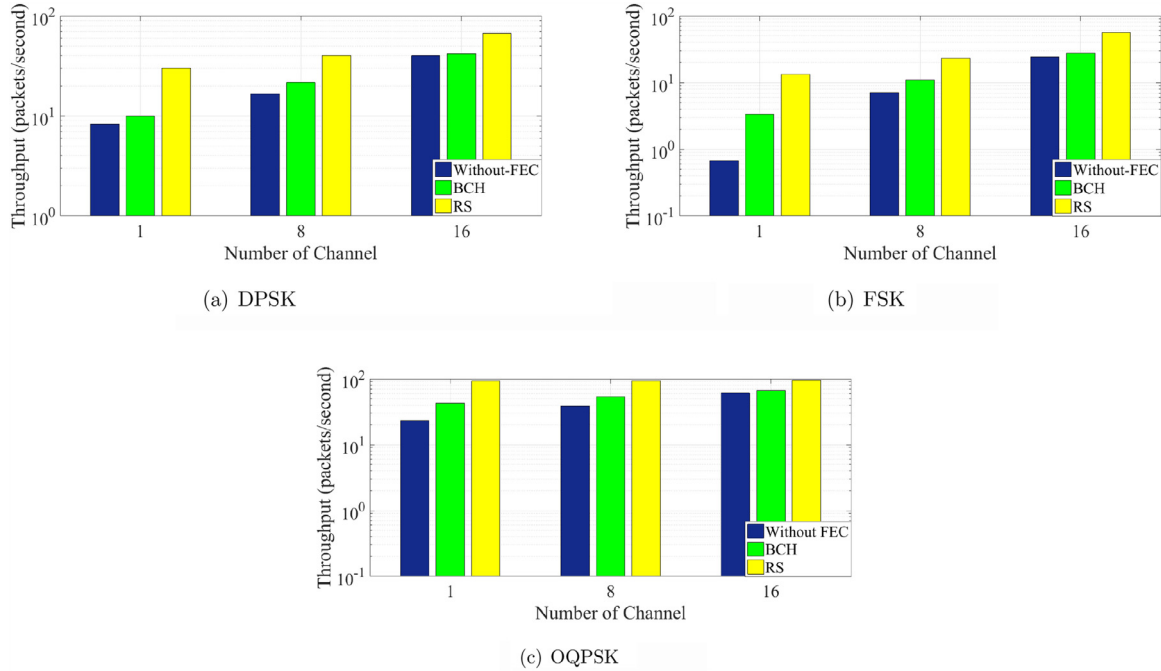 Throughput (packets/second)
10^2
10^1
10^0
1
8
16
Number of Channel
Without-FEC
BCH
RS
(a) DPSK
Throughput (packets/second)
10^2
10^1
10^0
10^-1
1
8
16
Number of Channel
Without-FEC
BCH
RS
(b) FSK
Throughput (packets/second)
10^2
10^1
10^0
10^-1
1
8
16
Number of Channel
Without FEC
BCH
RS
(c) OQPSK